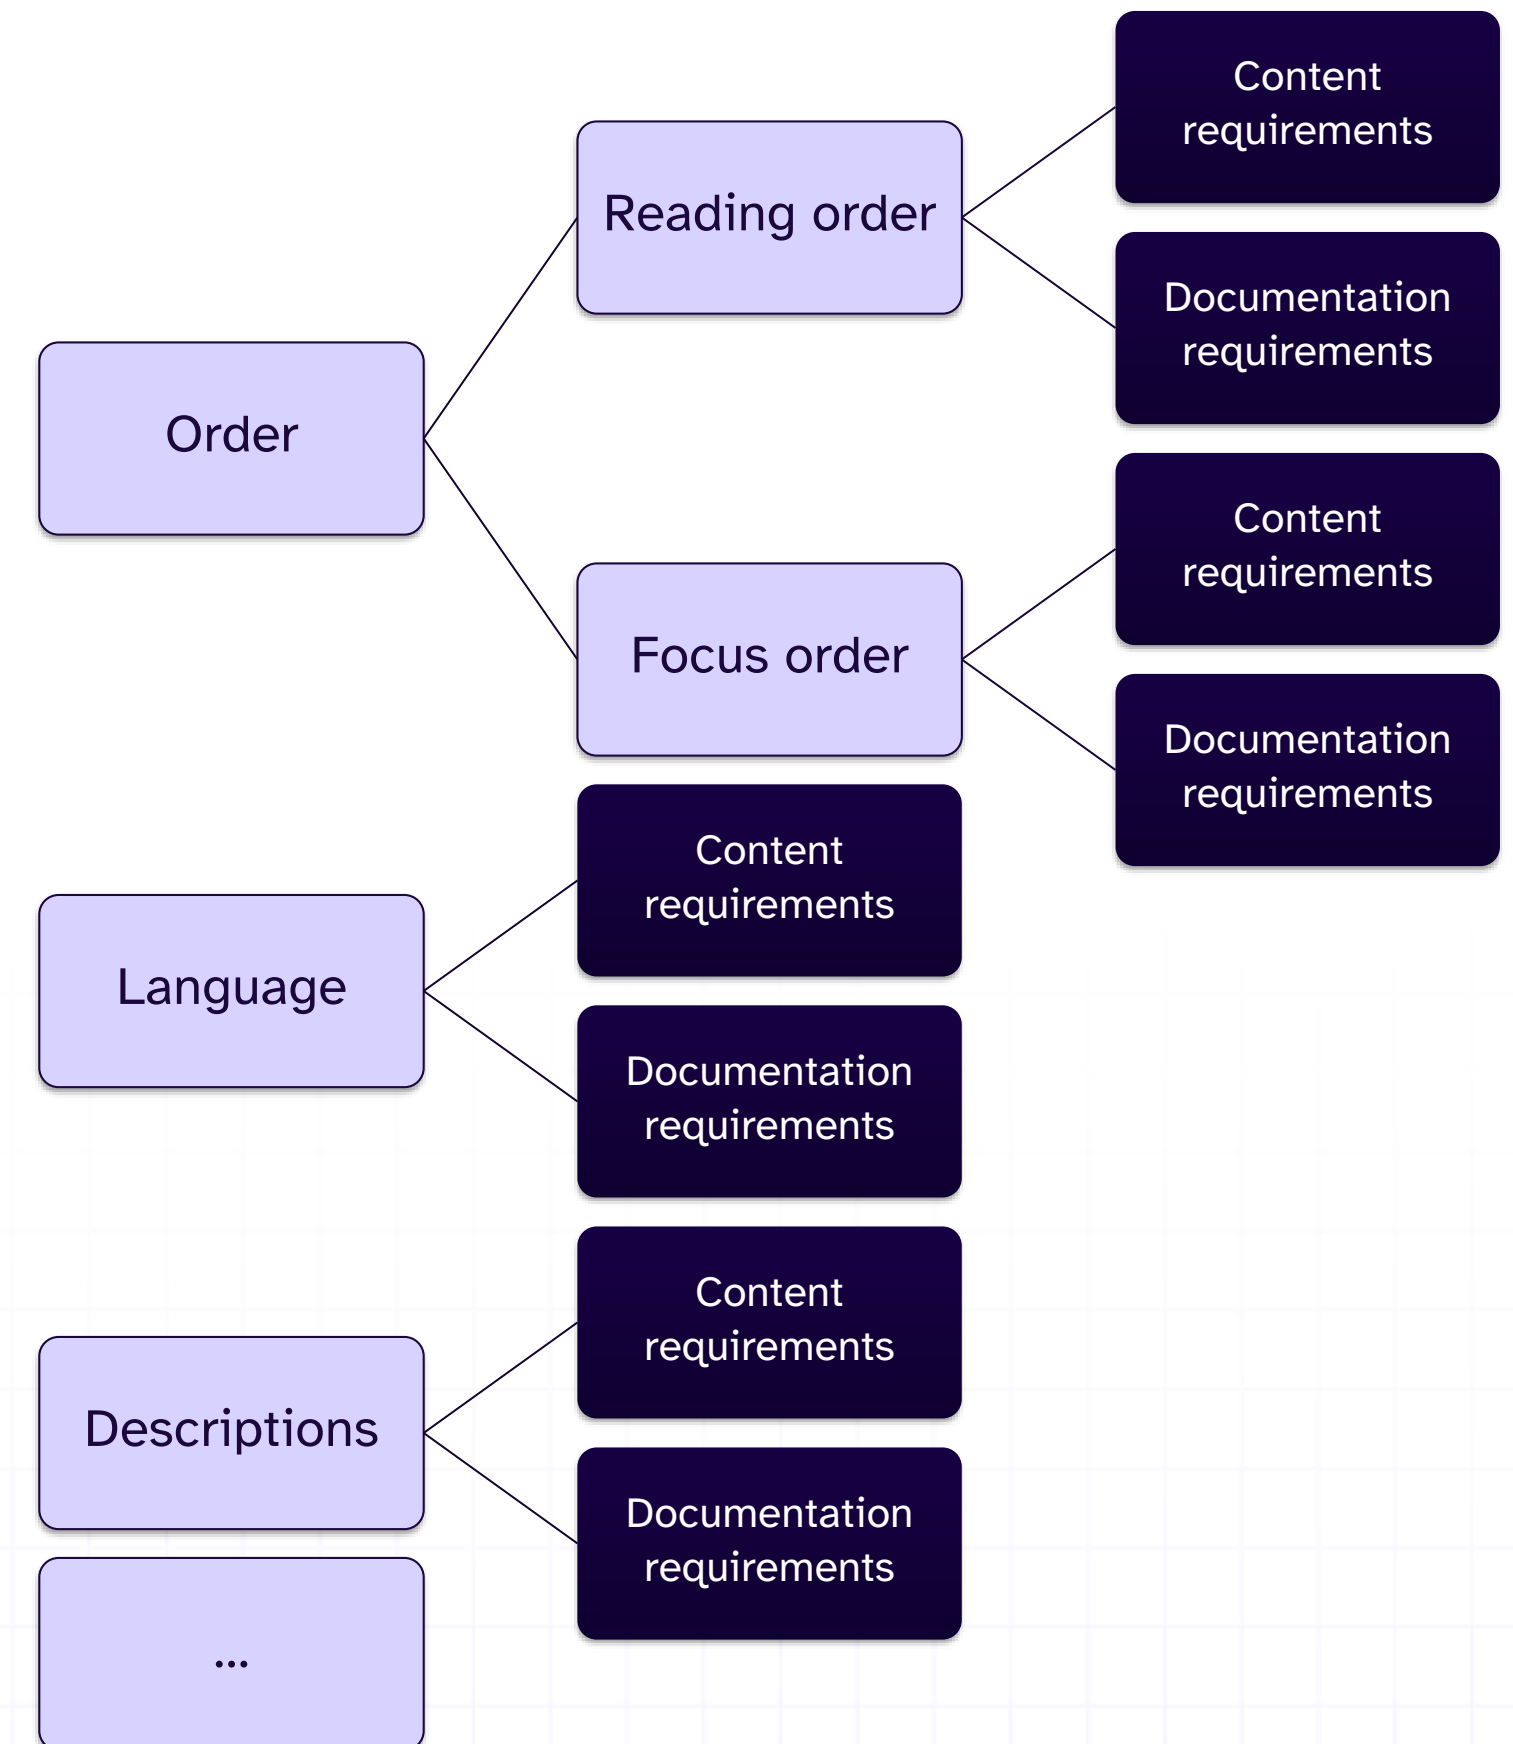 Order
Reading order
Content
requirements
Documentation
requirements
Focus order
Content
requirements
Documentation
requirements
Language
Content
requirements
Documentation
requirements
Descriptions
Content
requirements
Documentation
requirements
...